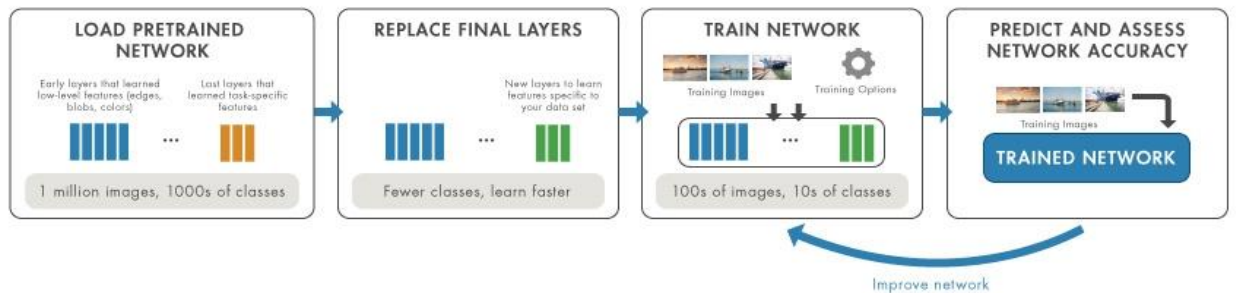 LOAD PRETRAINED
NETWORK
Early layers that learned
low-level features (edges,
blobs, colors)
Last layers that
learned task-specific
features
...
1 million images, 1000s of classes
REPLACE FINAL LAYERS
New layers to learn
features specific to
your data set
...
Fewer classes, learn faster
TRAIN NETWORK
Training Images
Training Options
...
100s of images, 10s of classes
PREDICT AND ASSESS
NETWORK ACCURACY
Training Images
TRAINED NETWORK
Improve network